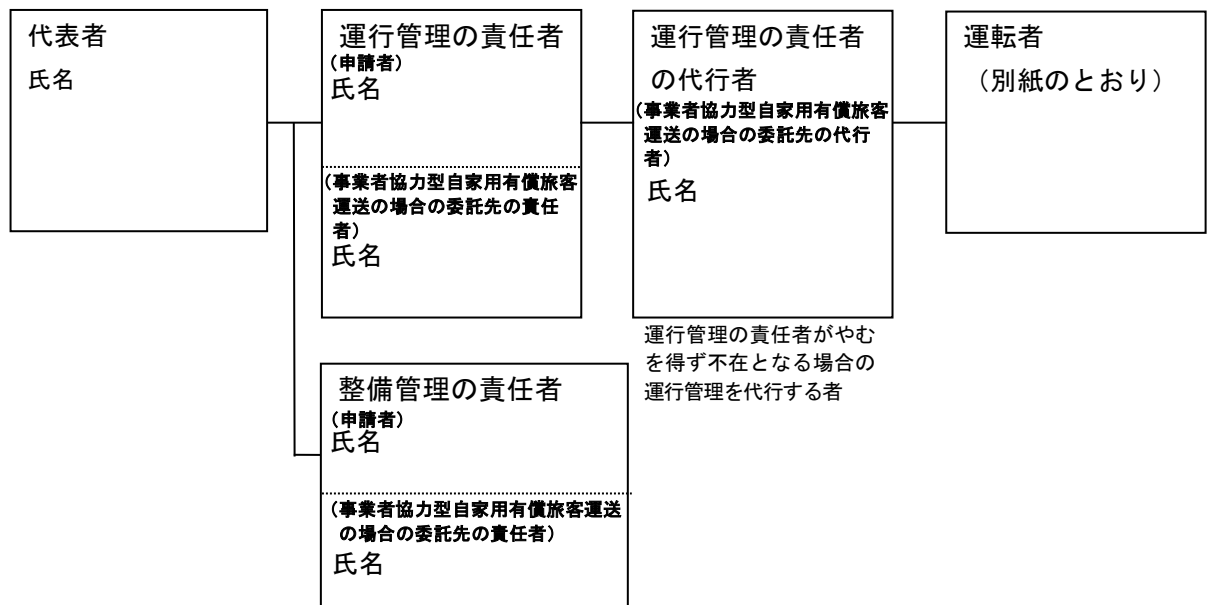 代表者
氏名
運行管理の責任者
(申請者)
氏名
(事業者協力型自家用有償旅客
運送の場合の委託先の責任
者)
氏名
運行管理の責任者
の代行者
(事業者協力型自家用有償旅客
運送の場合の委託先の代行
者)
氏名
運行管理の責任者がやむ
を得ず不在となる場合の
運行管理を代行する者
運転者
(別紙のとおり)
整備管理の責任者
(申請者)
氏名
(事業者協力型自家用有償旅客運送
の場合の委託先の責任者)
氏名